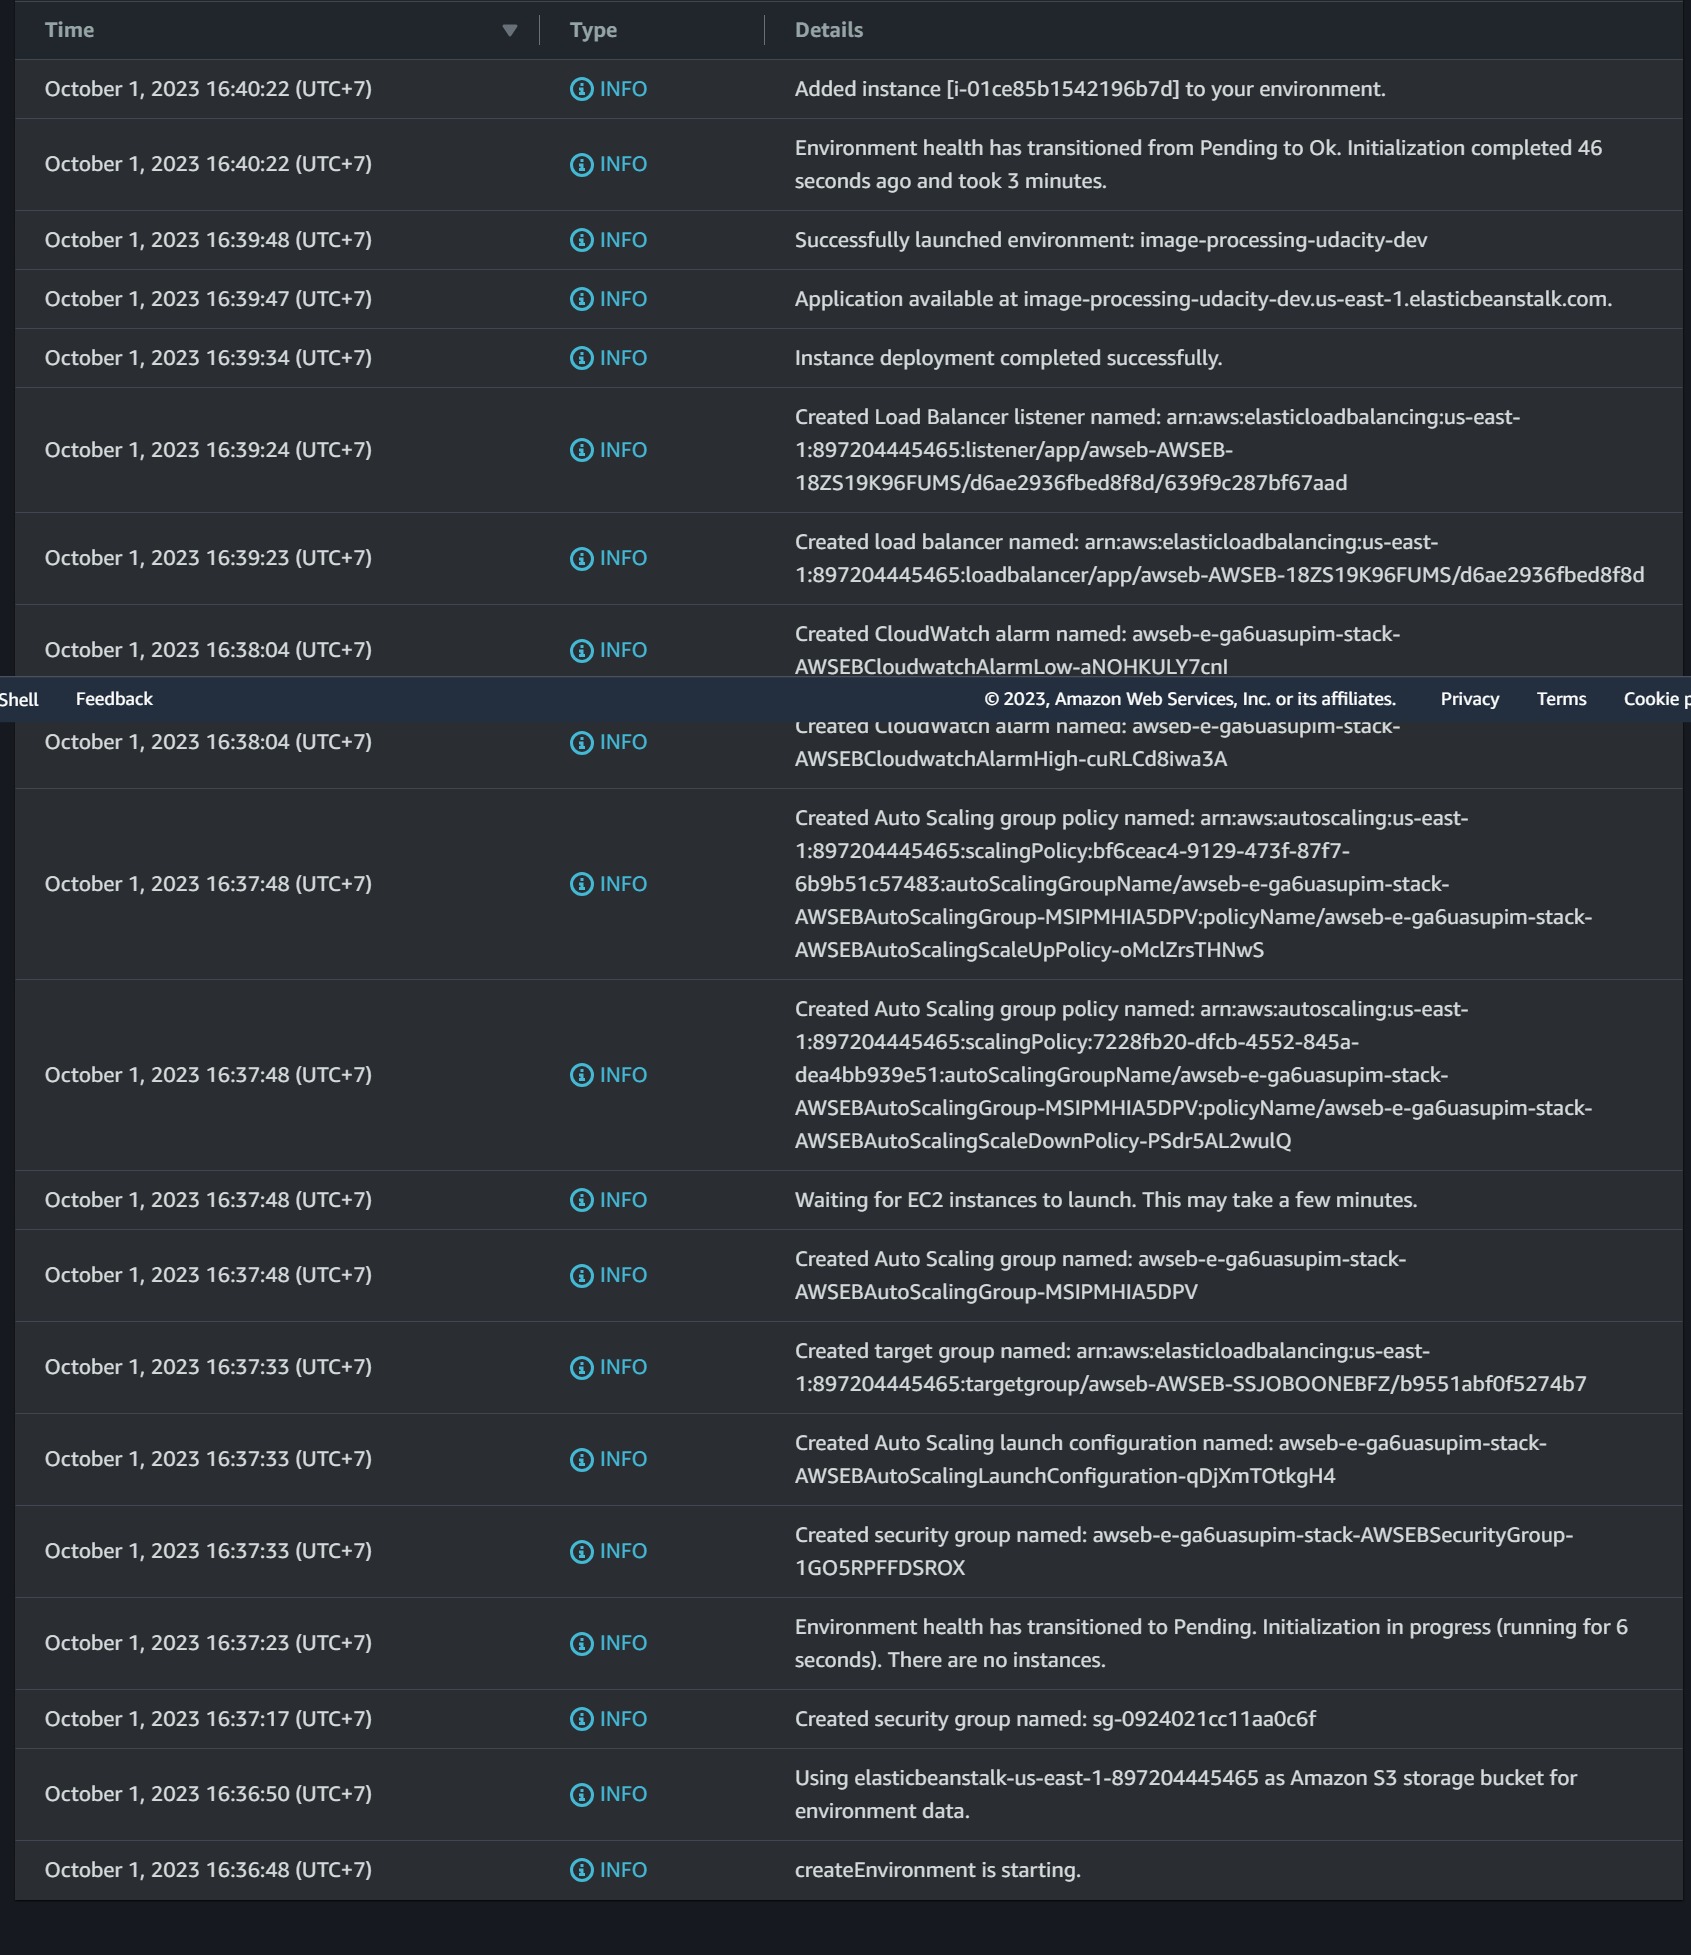 Time Type Details
October 1, 2023 16:40:22 (UTC+7) INFO Added instance [i-01ce85b1542196b7d] to your environment.
October 1, 2023 16:40:22 (UTC+7) INFO Environment health has transitioned from Pending to Ok. Initialization completed 46
seconds ago and took 3 minutes.
October 1, 2023 16:39:48 (UTC+7) INFO Successfully launched environment: image-processing-udacity-dev
October 1, 2023 16:39:47 (UTC+7) INFO Application available at image-processing-udacity-dev.us-east-1.elasticbeanstalk.com.
October 1, 2023 16:39:34 (UTC+7) INFO Instance deployment completed successfully.
October 1, 2023 16:39:24 (UTC+7) INFO Created Load Balancer listener named: arn:aws:elasticloadbalancing:us-east-
1:897204445465:listener/app/awseb-AWSEB-
18ZS19K96FUMS/d6ae2936fbed8f8d/639f9c287bf67aad
October 1, 2023 16:39:23 (UTC+7) INFO Created load balancer named: arn:aws:elasticloadbalancing:us-east-
1:897204445465:loadbalancer/app/awseb-AWSEB-18ZS19K96FUMS/d6ae2936fbed8f8d
October 1, 2023 16:38:04 (UTC+7) INFO Created CloudWatch alarm named: awseb-e-ga6uasupim-stack-
AWSEBCloudwatchAlarmLow-aNOHKULY7cnI
Shell Feedback © 2023, Amazon Web Services, Inc. or its affiliates. Privacy Terms Cookie p
October 1, 2023 16:38:04 (UTC+7) INFO Created CloudWatch alarm named: awseb-e-ga6uasupim-stack-
AWSEBCloudwatchAlarmHigh-cuRLCd8iwa3A
October 1, 2023 16:37:48 (UTC+7) INFO Created Auto Scaling group policy named: arn:aws:autoscaling:us-east-
1:897204445465:scalingPolicy:bf6ceac4-9129-473f-87f7-
6b9b51c57483:autoScalingGroupName/awseb-e-ga6uasupim-stack-
AWSEBAutoScalingGroup-MSIPMHIA5DPV:policyName/awseb-e-ga6uasupim-stack-
AWSEBAutoScalingScaleUpPolicy-oMclZrsTHNwS
October 1, 2023 16:37:48 (UTC+7) INFO Created Auto Scaling group policy named: arn:aws:autoscaling:us-east-
1:897204445465:scalingPolicy:7228fb20-dfcb-4552-845a-
dea4bb939e51:autoScalingGroupName/awseb-e-ga6uasupim-stack-
AWSEBAutoScalingGroup-MSIPMHIA5DPV:policyName/awseb-e-ga6uasupim-stack-
AWSEBAutoScalingScaleDownPolicy-PSdr5AL2wulQ
October 1, 2023 16:37:48 (UTC+7) INFO Waiting for EC2 instances to launch. This may take a few minutes.
October 1, 2023 16:37:48 (UTC+7) INFO Created Auto Scaling group named: awseb-e-ga6uasupim-stack-
AWSEBAutoScalingGroup-MSIPMHIA5DPV
October 1, 2023 16:37:33 (UTC+7) INFO Created target group named: arn:aws:elasticloadbalancing:us-east-
1:897204445465:targetgroup/awseb-AWSEB-SSJOBOONEBFZ/b9551abf0f5274b7
October 1, 2023 16:37:33 (UTC+7) INFO Created Auto Scaling launch configuration named: awseb-e-ga6uasupim-stack-
AWSEBAutoScalingLaunchConfiguration-qDjXmTOtkgH4
October 1, 2023 16:37:33 (UTC+7) INFO Created security group named: awseb-e-ga6uasupim-stack-AWSEBSecurityGroup-
1GO5RPFFDSROX
October 1, 2023 16:37:23 (UTC+7) INFO Environment health has transitioned to Pending. Initialization in progress (running for 6
seconds). There are no instances.
October 1, 2023 16:37:17 (UTC+7) INFO Created security group named: sg-0924021cc11aa0c6f
October 1, 2023 16:36:50 (UTC+7) INFO Using elasticbeanstalk-us-east-1-897204445465 as Amazon S3 storage bucket for
environment data.
October 1, 2023 16:36:48 (UTC+7) INFO createEnvironment is starting.